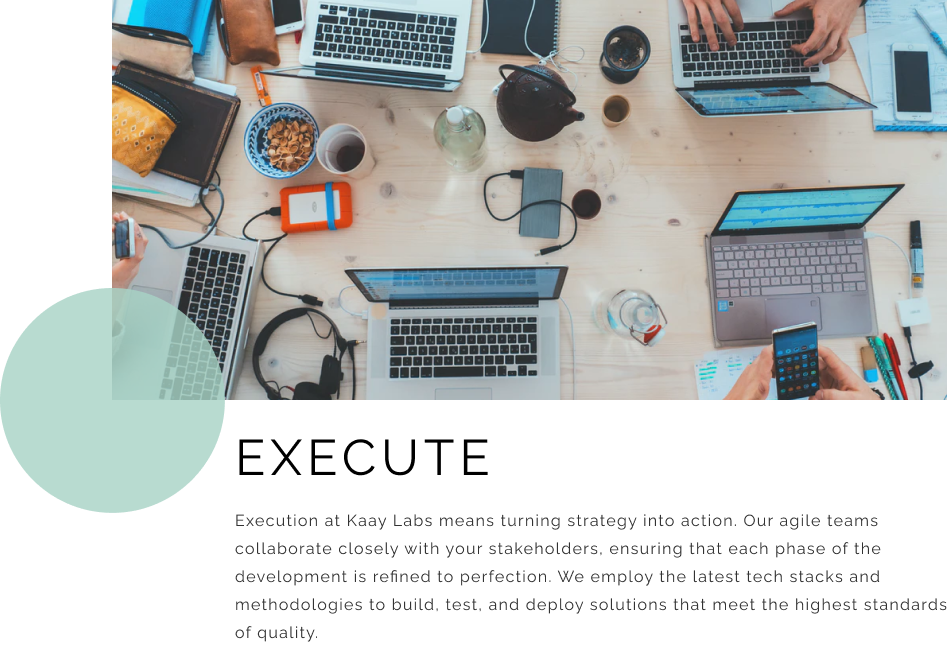 EXECUTE
Execution at Kaay Labs means turning strategy into action. Our agile teams
collaborate closely with your stakeholders, ensuring that each phase of the
development is refined to perfection. We employ the latest tech stacks and
methodologies to build, test, and deploy solutions that meet the highest standards
of quality.